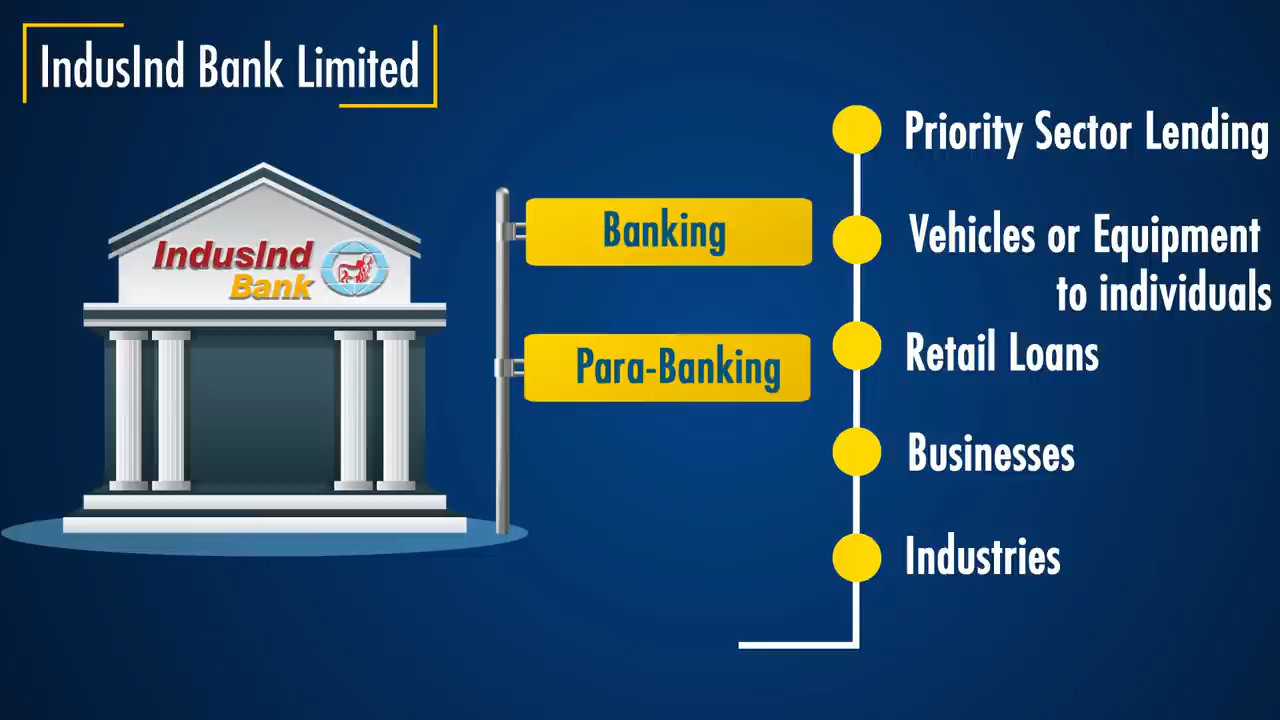 IndusInd Bank Limited
IndusInd
Bank
Banking
Para-Banking
Priority Sector Lending
Vehicles or Equipment
to individuals
Retail Loans
Businesses
Industries